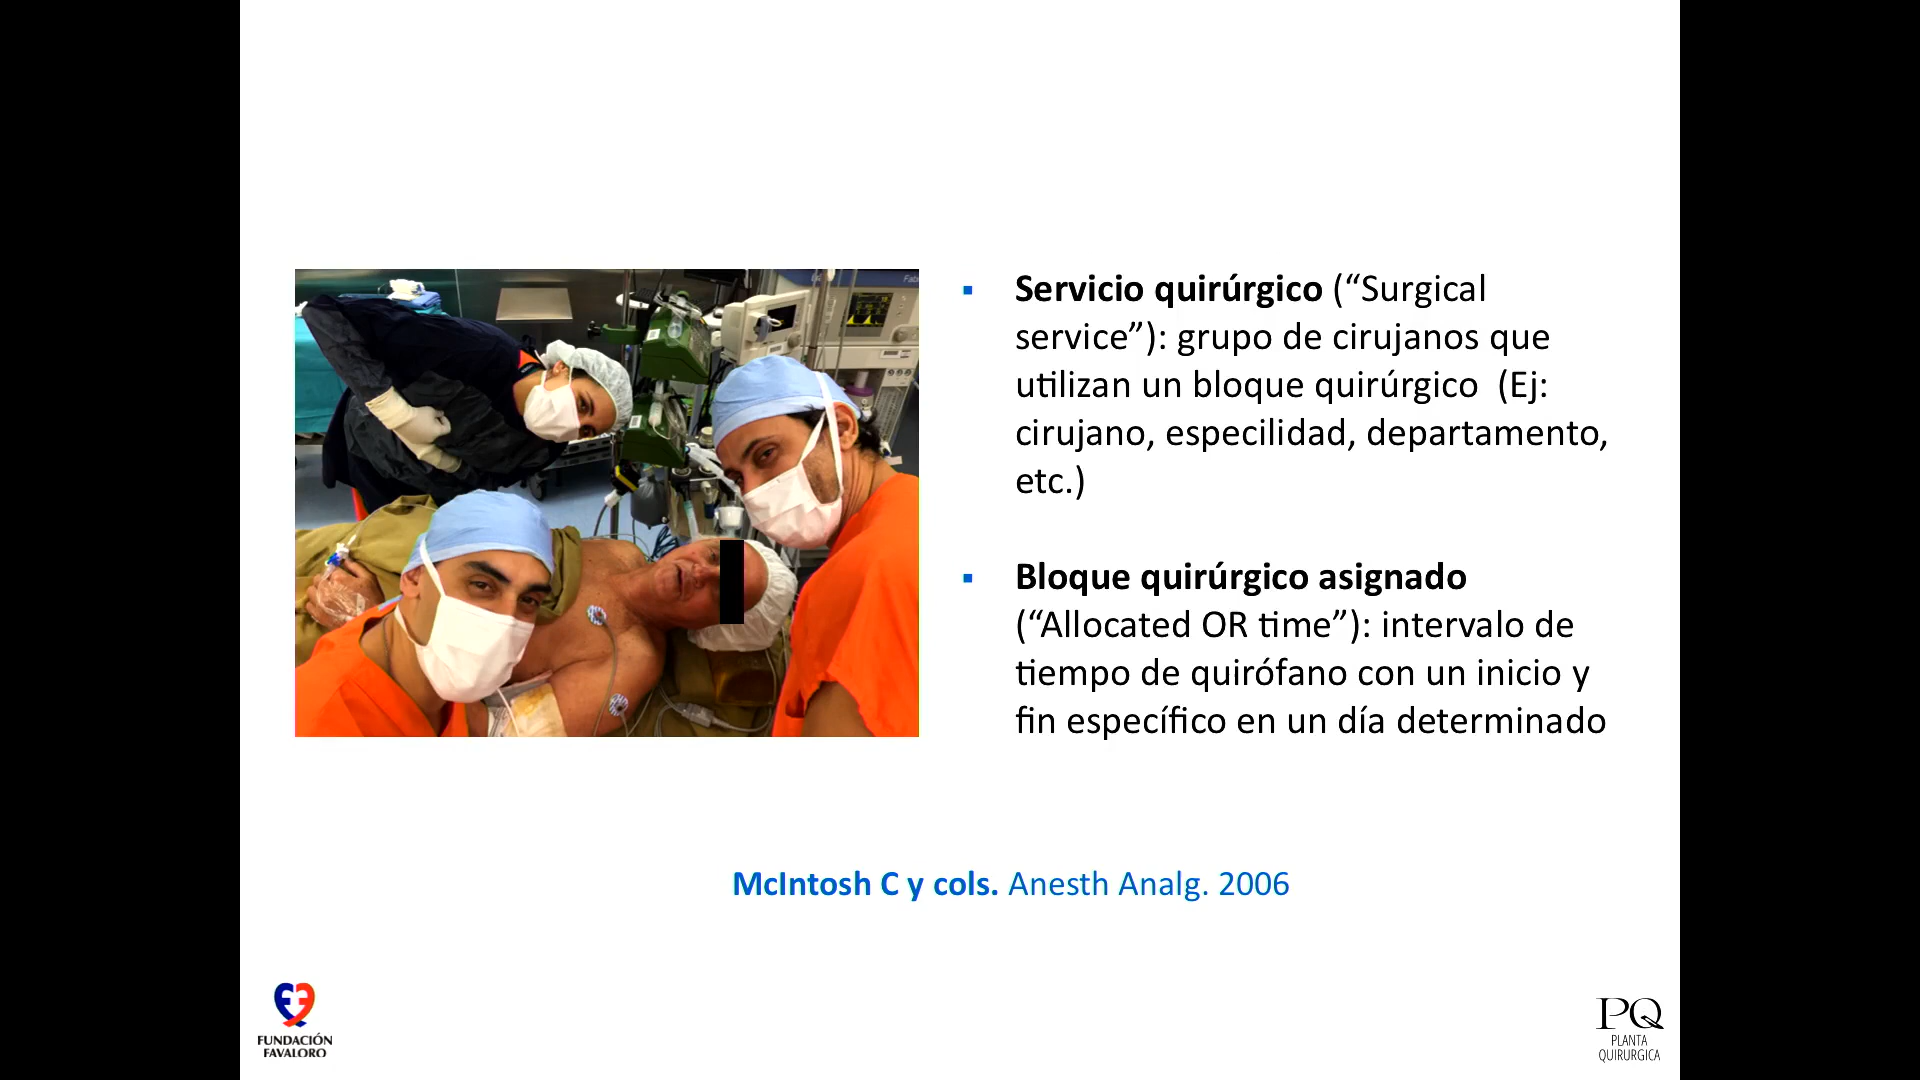 Servicio quirúrgico (“Surgical
service”): grupo de cirujanos que
utilizan un bloque quirúrgico  (Ej:
cirujano, especilidad, departamento,
etc.)
Bloque quirúrgico asignado
(“Allocated OR time”): intervalo de
tiempo de quirófano con un inicio y
fin específico en un día determinado
McIntosh C y cols. Anesth Analg. 2006
FUNDACIÓN
FAVALORO
PQ
PLANTA
QUIRURGICA